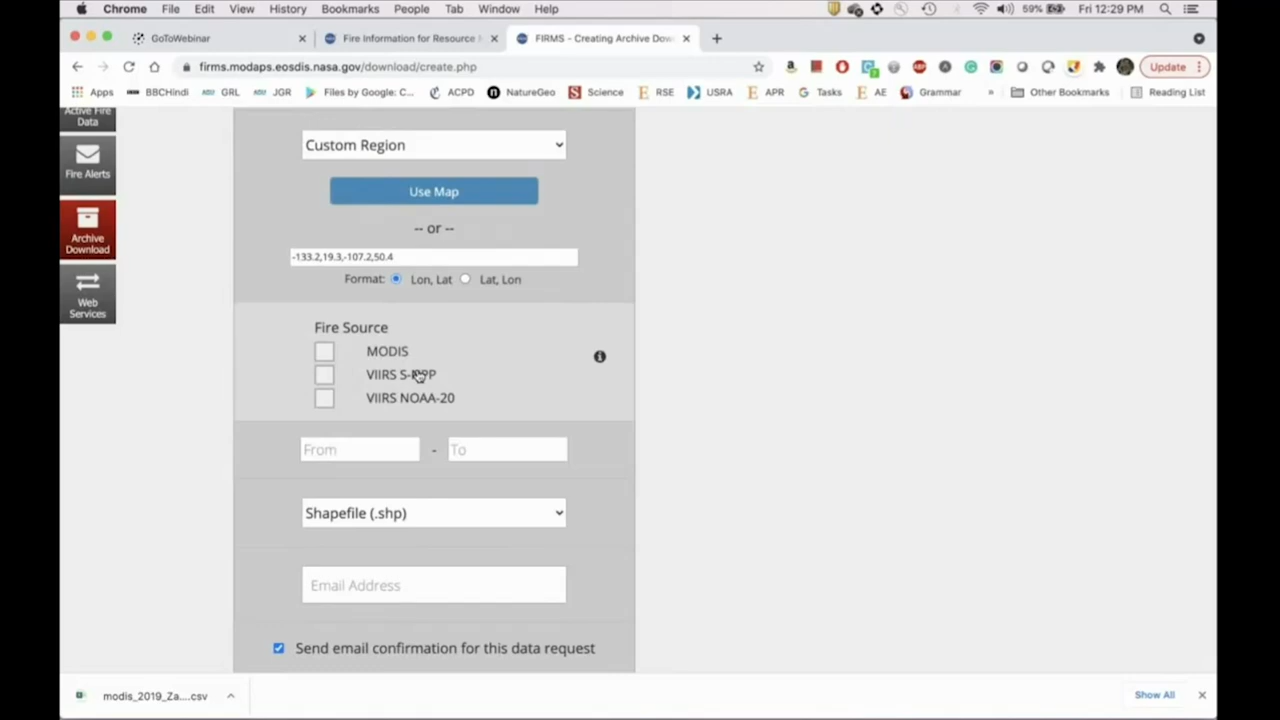 Chrome File Edit View History Bookmarks People Tab Window Help 59% Fri 12:29 PM
GoToWebinar Fire Information for Resource FIRMS - Creating Archive Dow
firms.modaps.eosdis.nasa.gov/download/create.php Update
Apps BBCHindi GRL JGR Files by Google: C... ACPD NatureGeo Science RSE USRA APR Tasks AE Grammar » Other Bookmarks Reading List
Active Fire
Data
Fire Alerts
Archive
Download
Web
Services
Custom Region
Use Map
-- or --
-133.2,19.3,-107.2,50.4
Format: Lon, Lat Lat, Lon
Fire Source
MODIS
VIIRS S-NPP
VIIRS NOAA-20
From - To
Shapefile (.shp)
Email Address
Send email confirmation for this data request
modis_2019_Za....csv Show All